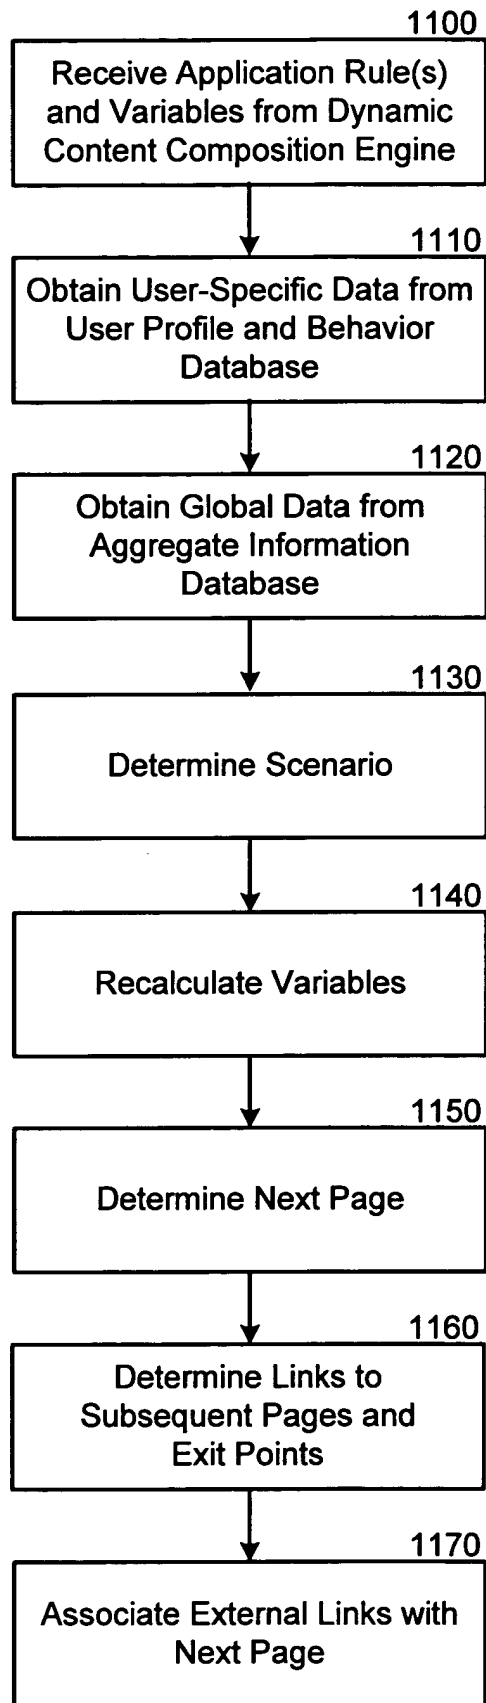 1100
Receive Application Rule(s)
and Variables from Dynamic
Content Composition Engine
1110
Obtain User-Specific Data from
User Profile and Behavior
Database
1120
Obtain Global Data from
Aggregate Information
Database
1130
Determine Scenario
1140
Recalculate Variables
1150
Determine Next Page
1160
Determine Links to
Subsequent Pages and
Exit Points
1170
Associate External Links with
Next Page